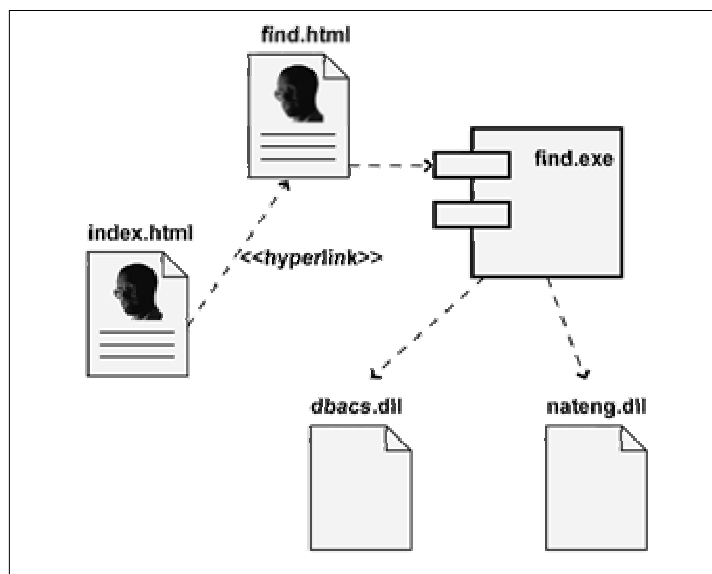 find.html
find.exe
index.html
<<hyperlink>>
dbacs.dll
nateng.dll